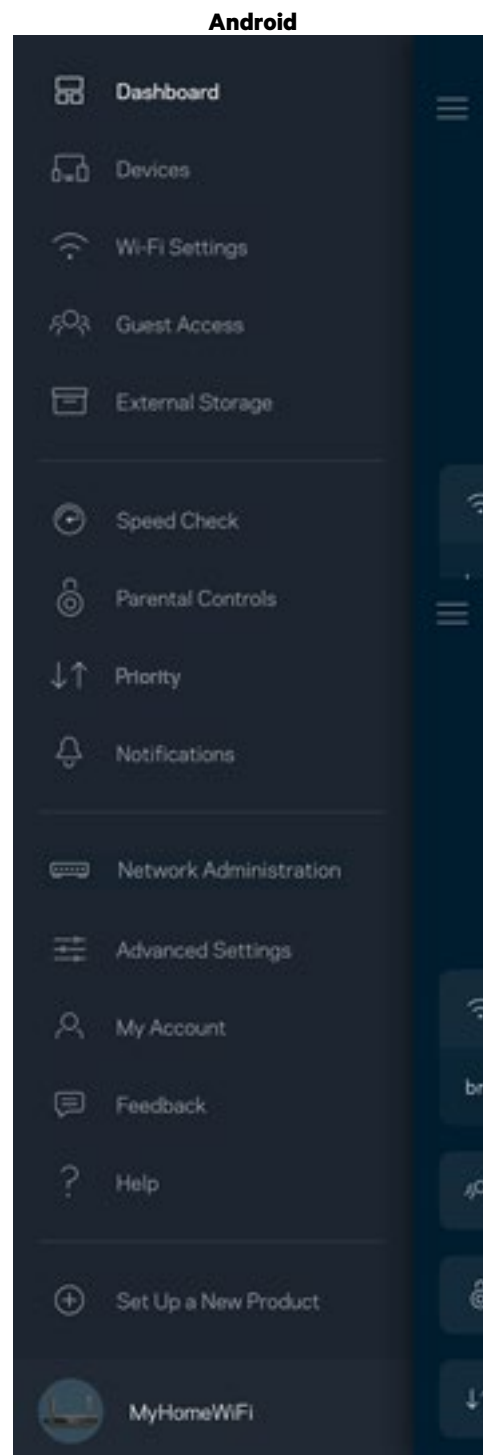 Android
Dashboard
Devices
Wi-Fi Settings
Guest Access
External Storage
Speed Check
Parental Controls
Priority
Notifications
Network Administration
Advanced Settings
My Account
Feedback
br
Help
Set Up a New Product
MyHomeWiFi